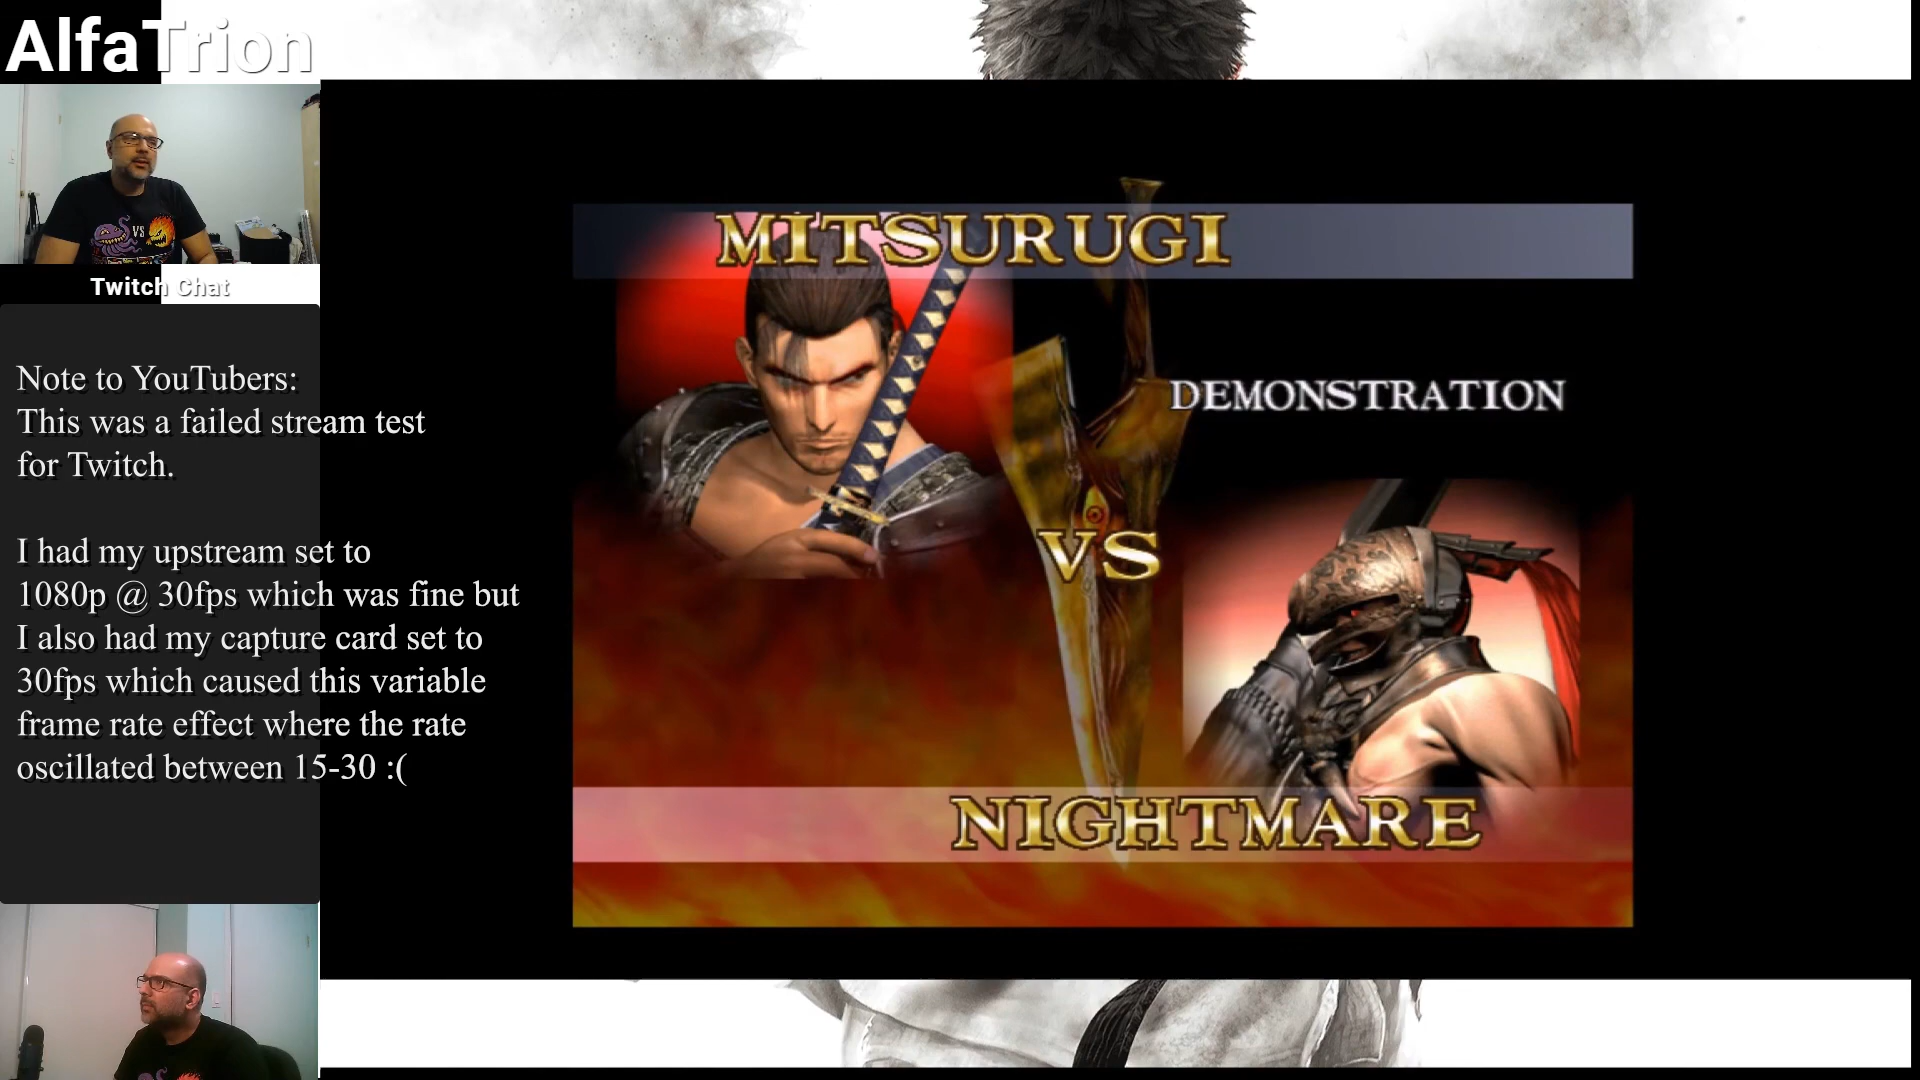 AlfaTrion
VS
Twitch Chat
Note to YouTubers:
This was a failed stream test
for Twitch.
I had my upstream set to
1080p @ 30fps which was fine but
I also had my capture card set to
30fps which caused this variable
frame rate effect where the rate
oscillated between 15-30 :(
MITSURUGI
DEMONSTRATION
VS
NIGHTMARE